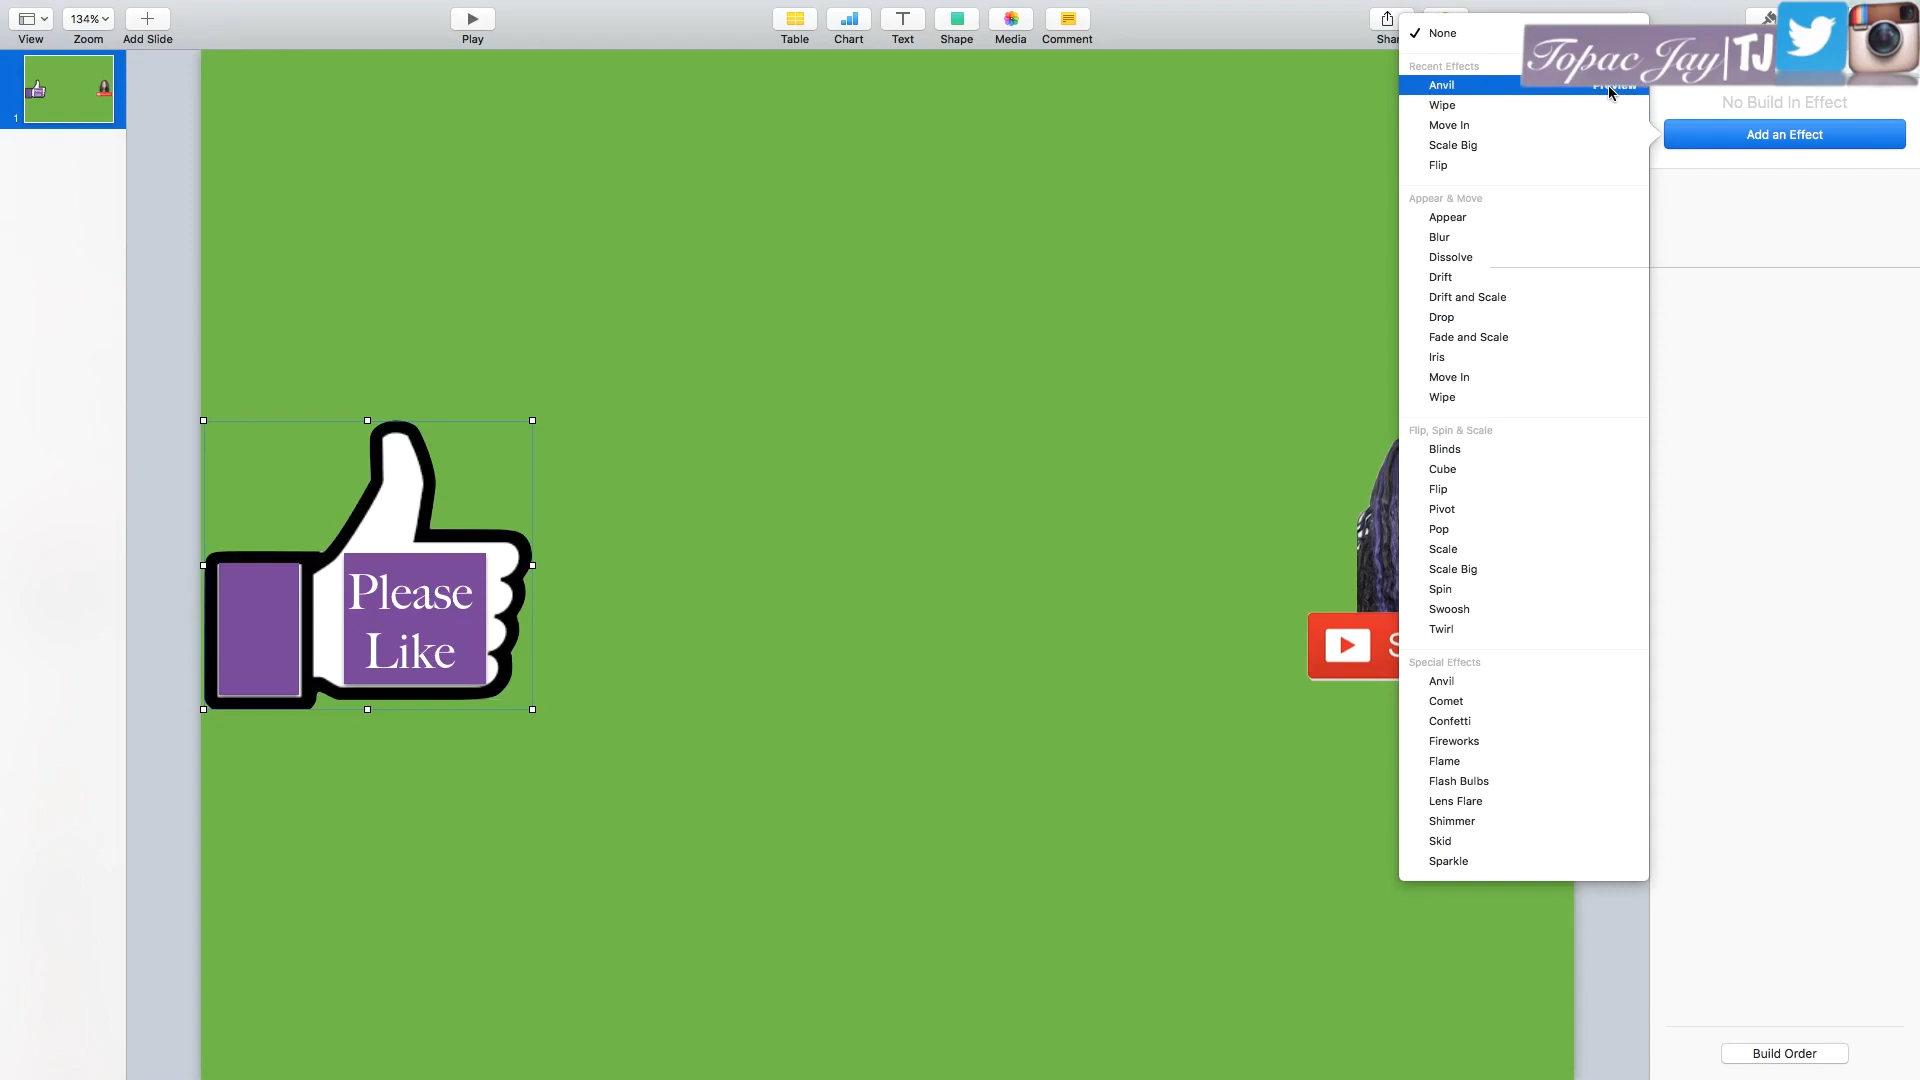 View
134%
Zoom
Add Slide
Play
Table
Chart
Text
Shape
Media
Comment
Topac Jay|TJ
1
Please
Like
None
Recent Effects
Anvil
Wipe
Move In
Scale Big
Flip
Appear & Move
Appear
Blur
Dissolve
Drift
Drift and Scale
Drop
Fade and Scale
Iris
Move In
Wipe
Flip, Spin & Scale
Blinds
Cube
Flip
Pivot
Pop
Scale
Scale Big
Spin
Swoosh
Twirl
Special Effects
Anvil
Comet
Confetti
Fireworks
Flame
Flash Bulbs
Lens Flare
Shimmer
Skid
Sparkle
No Build In Effect
Add an Effect
Build Order